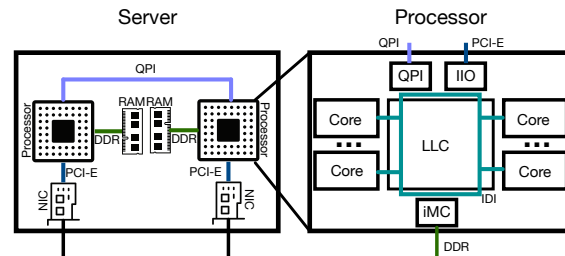 Server
Processor
QPI
PCI-E
QPI
QPI
IIO
RAM
RAM
Processor
Processor
DDR
DDR
Core
Core
LLC
Core
Core
PCI-E
PCI-E
NIC
NIC
IDI
iMC
DDR